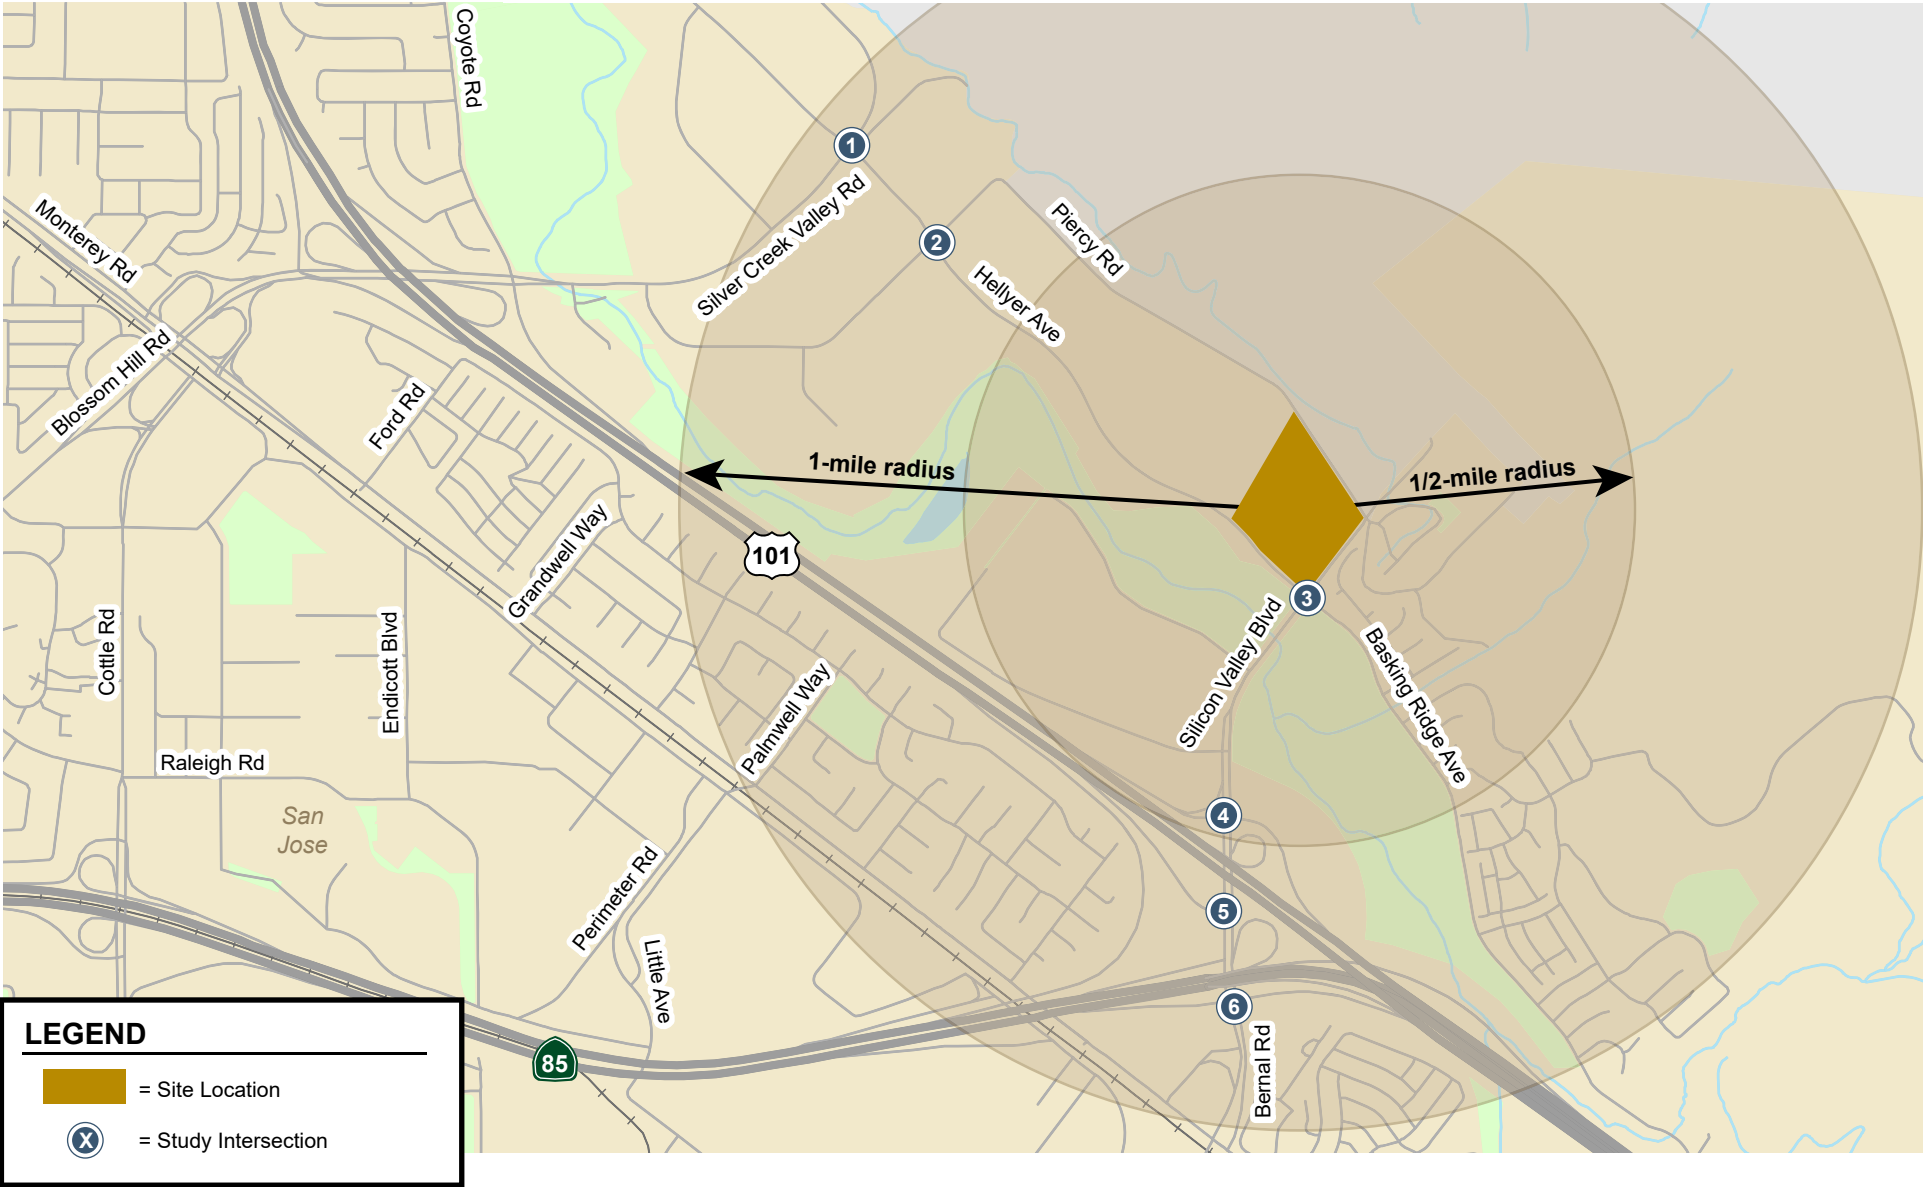 Coyote Rd
Monterey Rd
Blossom Hill Rd
Ford Rd
Silver Creek Valley Rd
Piercy Rd
Hellyer Ave
1
2
1-mile radius
1/2-mile radius
101
Grandwell Way
3
Silicon Valley Blvd
Basking Ridge Ave
Cottle Rd
Endicott Blvd
Palmwell Way
Raleigh Rd
San
Jose
4
5
6
Perimeter Rd
Little Ave
Bernal Rd
85
LEGEND
= Site Location
X
= Study Intersection